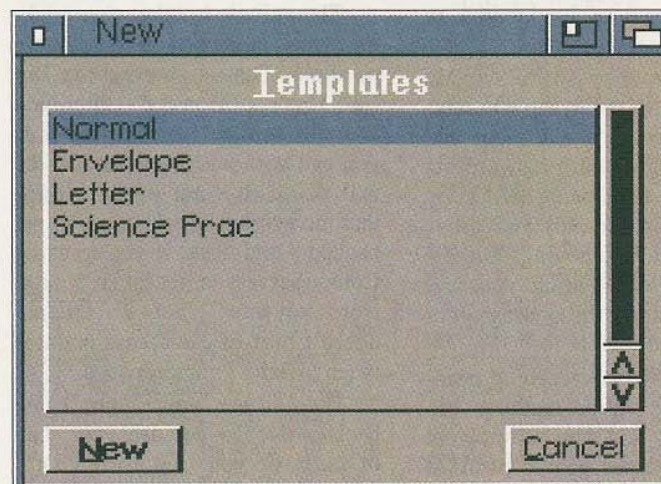 New
Templates
Normal
Envelope
Letter
Science Prac
New
Cancel